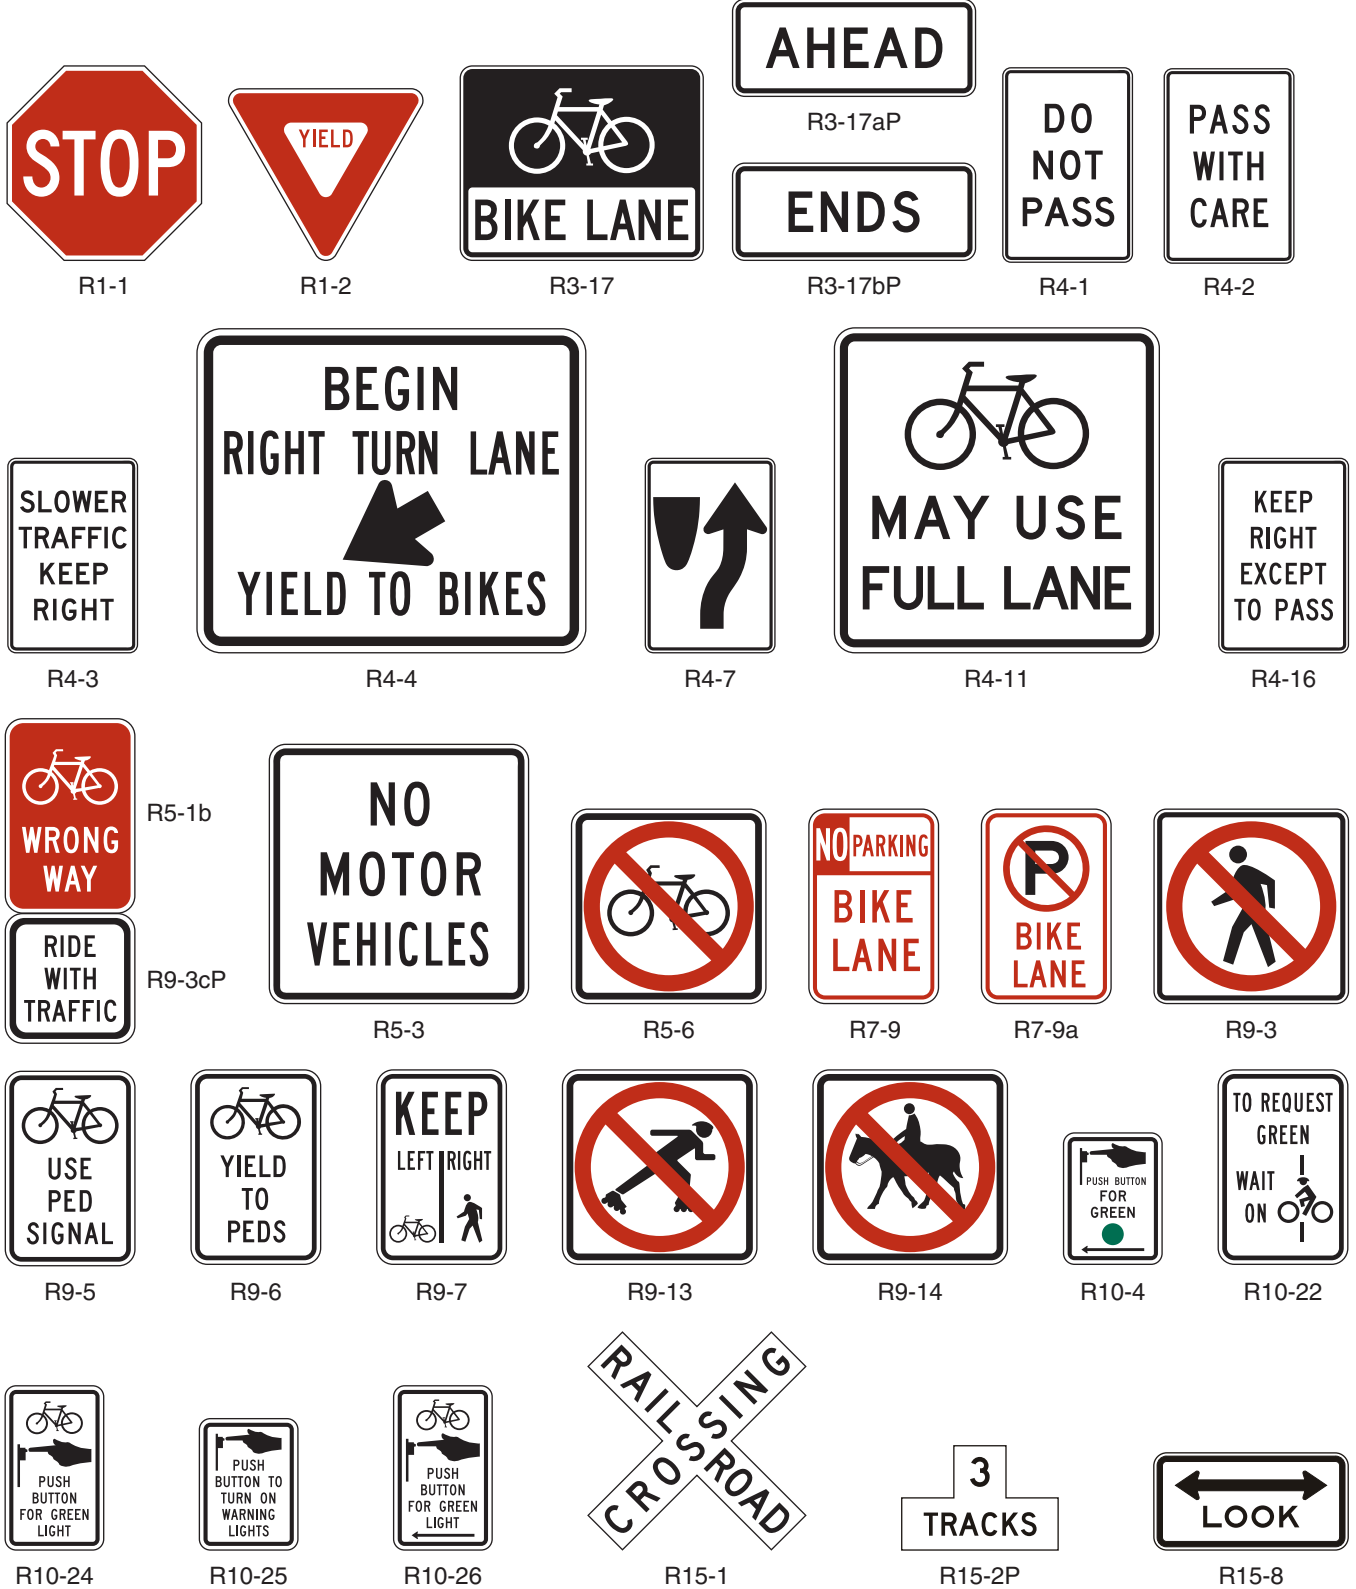 STOP
R1-1
YIELD
R1-2
BIKE LANE
R3-17
AHEAD
R3-17aP
ENDS
R3-17bP
DO
NOT
PASS
R4-1
PASS
WITH
CARE
R4-2
SLOWER
TRAFFIC
KEEP
RIGHT
R4-3
BEGIN
RIGHT TURN LANE
YIELD TO BIKES
R4-4
R4-7
MAY USE
FULL LANE
R4-11
KEEP
RIGHT
EXCEPT
TO PASS
R4-16
WRONG
WAY
R5-1b
RIDE
WITH
TRAFFIC
R9-3cP
NO
MOTOR
VEHICLES
R5-3
R5-6
NO PARKING
BIKE
LANE
R7-9
P
BIKE
LANE
R7-9a
R9-3
USE
PED
SIGNAL
R9-5
YIELD
TO
PEDS
R9-6
KEEP
LEFT RIGHT
R9-7
R9-13
R9-14
PUSH BUTTON
FOR
GREEN
R10-4
TO REQUEST
GREEN
WAIT
ON
R10-22
PUSH
BUTTON
FOR GREEN
LIGHT
R10-24
PUSH
BUTTON TO
TURN ON
WARNING
LIGHTS
R10-25
PUSH
BUTTON
FOR GREEN
LIGHT
R10-26
RAILROAD
CROSSING
R15-1
3
TRACKS
R15-2P
LOOK
R15-8